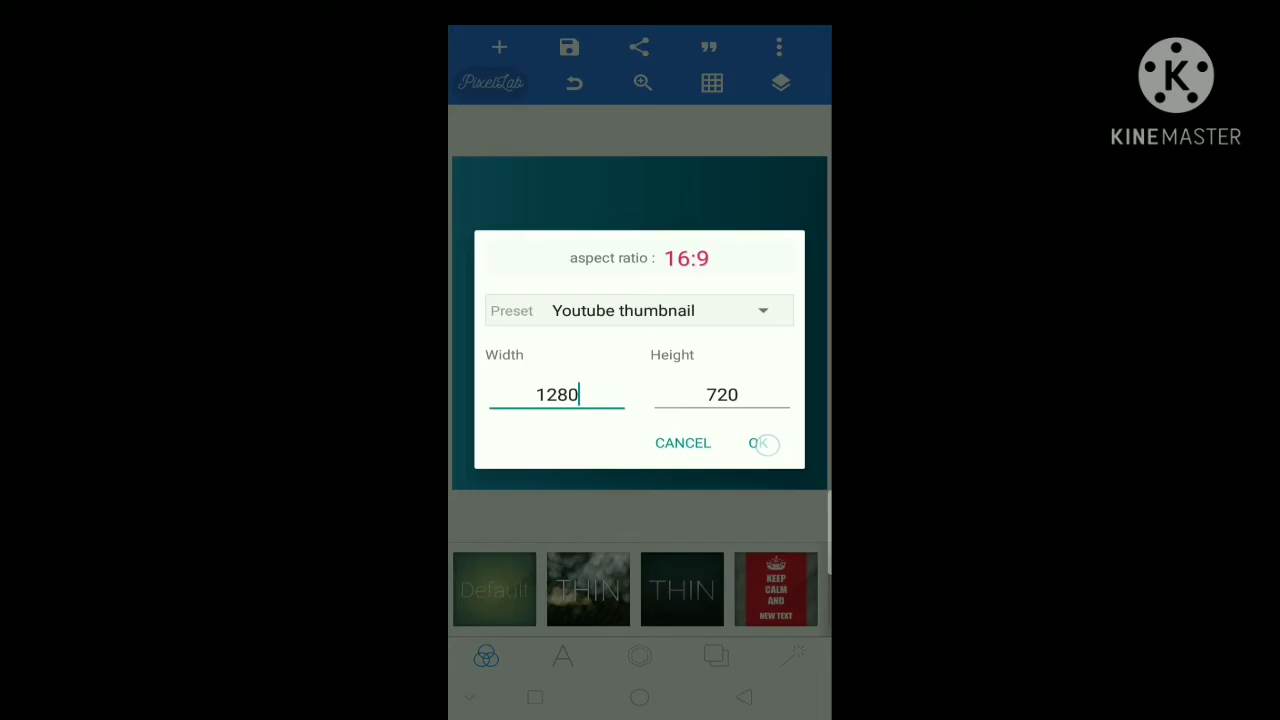 PixelLab
K
KINEMASTER
aspect ratio : 16:9
Preset Youtube thumbnail
Width Height
1280 720
CANCEL OK
Default
THIN
THIN
KEEP
CALM
AND
NEW TEXT
A